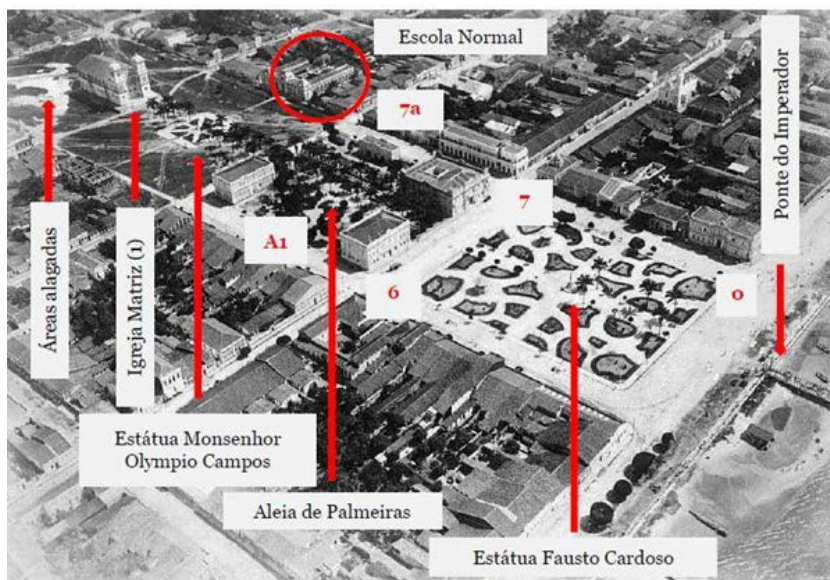 Escola Normal
7a
Ponte do Imperador
7
A1
6
o
Áreas alagadas
Igreja Matriz (1)
Estátua Monsenhor
Olympio Campos
Aleia de Palmeiras
Estátua Fausto Cardoso